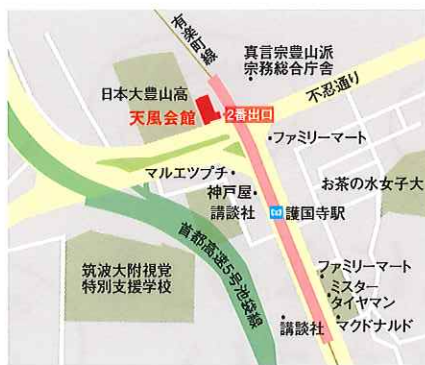 有楽町線
真言宗豊山派
宗務総合庁舎
日本大豊山高
不忍通り
天風会館
2番出口
ファミリーマート
マルエツプチ
お茶の水女子大
神戸屋
講談社
護国寺駅
首都高速5号池袋線
筑波大附視覚
特別支援学校
ファミリーマート
ミスター
タイヤマン
講談社
マクドナルド